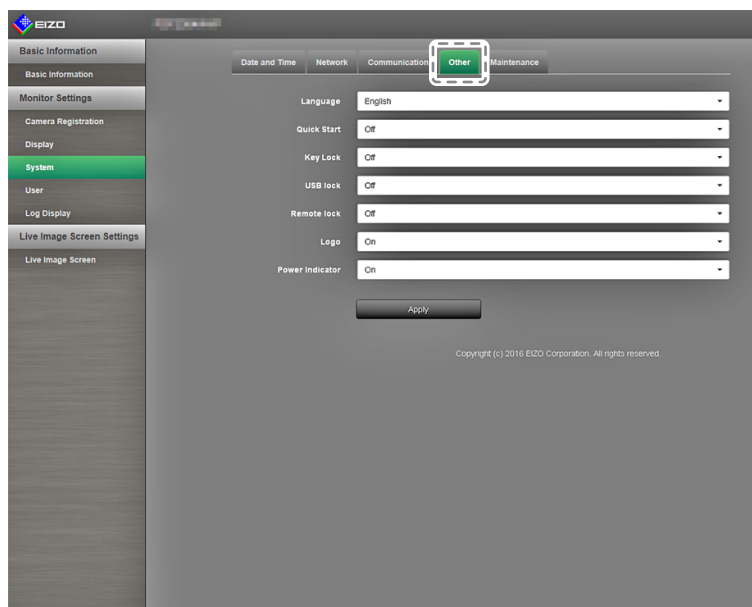 EIZO
Basic Information
Basic Information
Monitor Settings
Camera Registration
Display
System
User
Log Display
Live Image Screen Settings
Live Image Screen
Date and Time Network Communication Other Maintenance
Language English
Quick Start Off
Key Lock Off
USB lock Off
Remote lock Off
Logo On
Power Indicator On
Apply
Copyright (c) 2016 EIZO Corporation. All rights reserved.